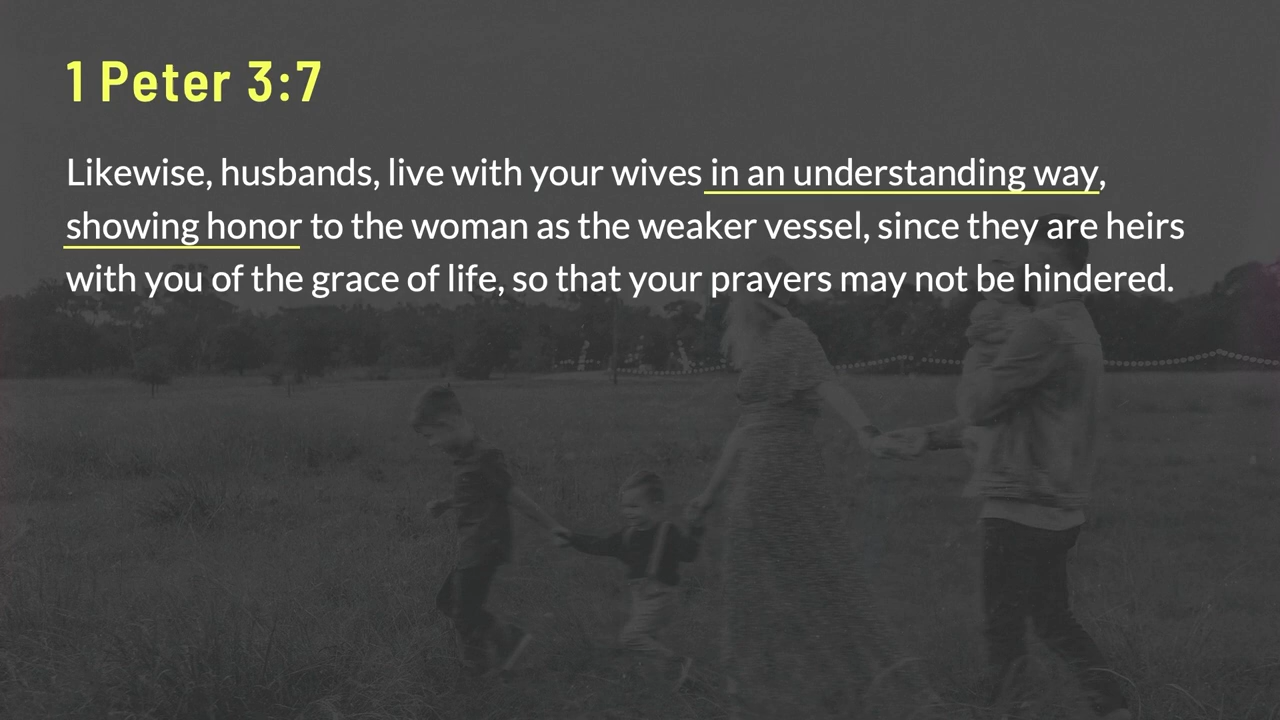 1 Peter 3:7
Likewise, husbands, live with your wives in an understanding way,
showing honor to the woman as the weaker vessel, since they are heirs
with you of the grace of life, so that your prayers may not be hindered.